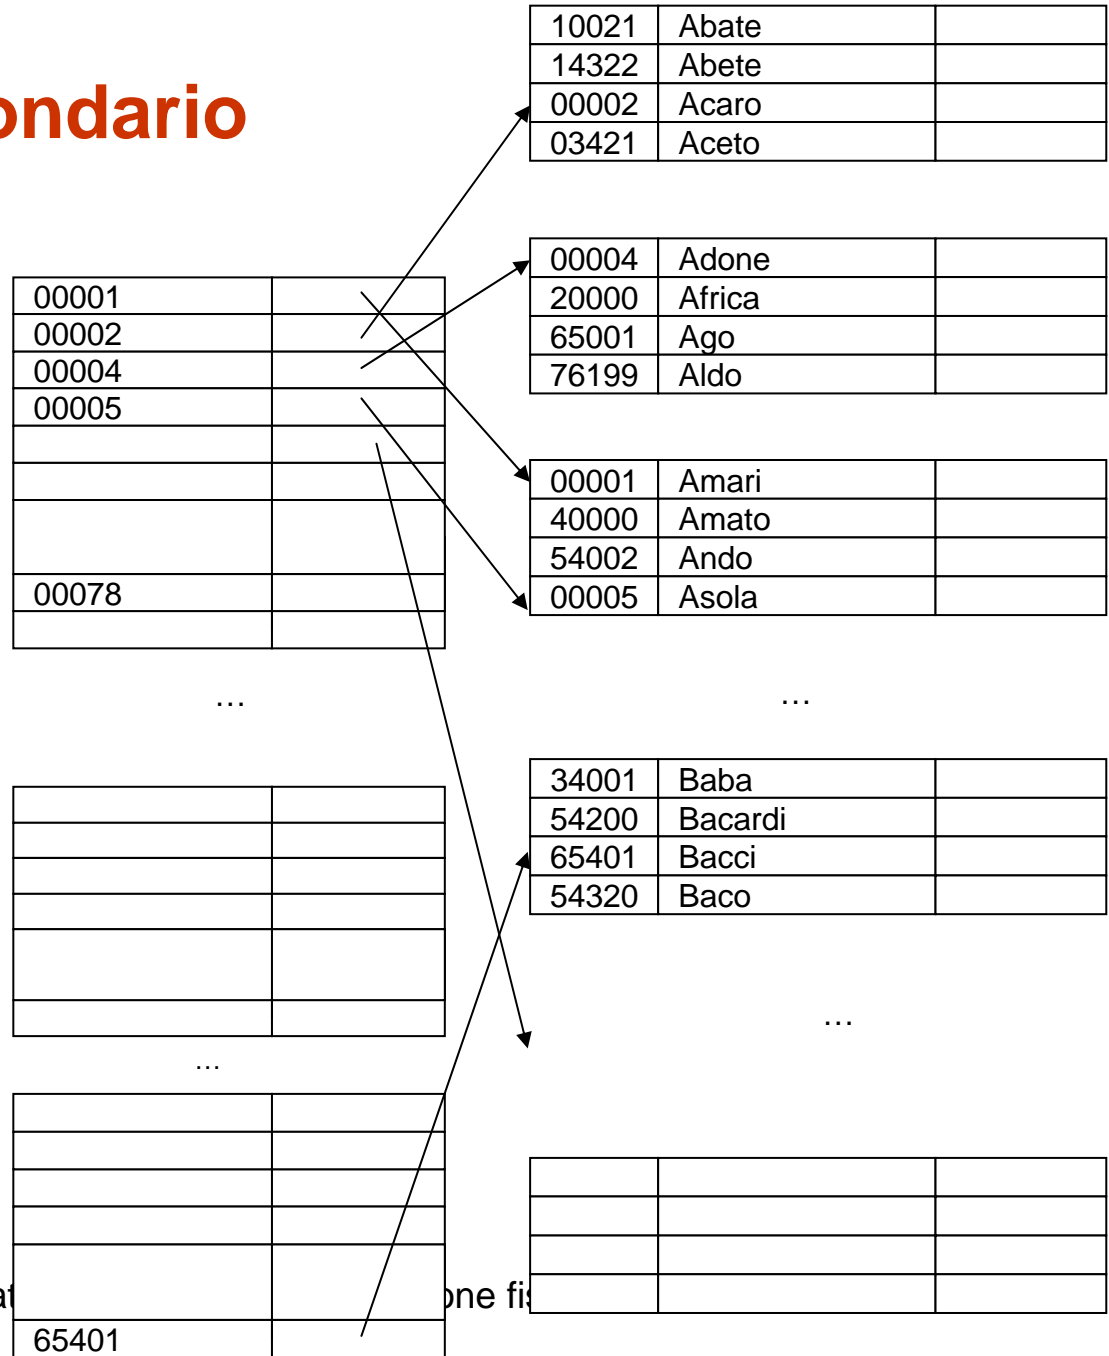 ondario
00001
00002
00004
00005
00078
…
…
65401
10021 Abate
14322 Abete
00002 Acaro
03421 Aceto
00004 Adone
20000 Africa
65001 Ago
76199 Aldo
00001 Amari
40000 Amato
54002 Ando
00005 Asola
…
34001 Baba
54200 Bacardi
65401 Bacci
54320 Baco
…